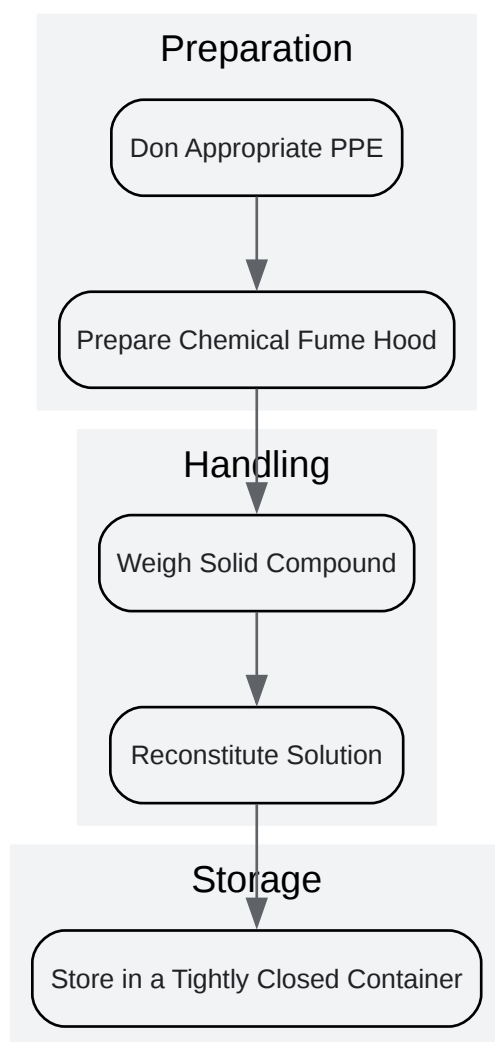 Preparation
Don Appropriate PPE
Prepare Chemical Fume Hood
Handling
Weigh Solid Compound
Reconstitute Solution
Storage
Store in a Tightly Closed Container